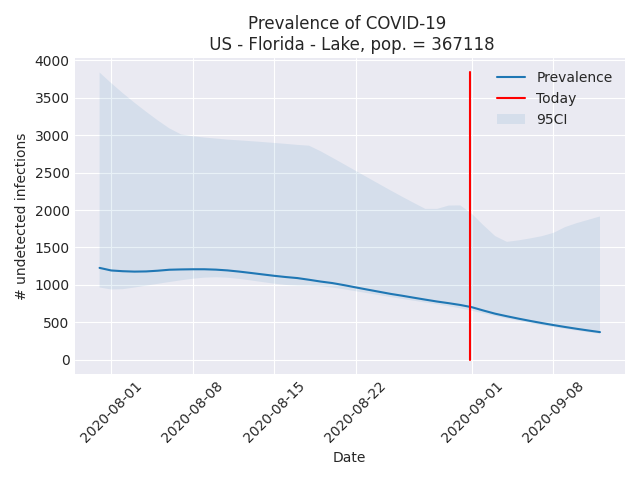 Prevalence of COVID-19
US - Florida - Lake, pop. = 367118
# undetected infections
4000
3500
3000
2500
2000
1500
1000
500
0
Prevalence
Today
95CI
2020-08-01
2020-08-08
2020-08-15
2020-08-22
2020-09-01
2020-09-08
Date